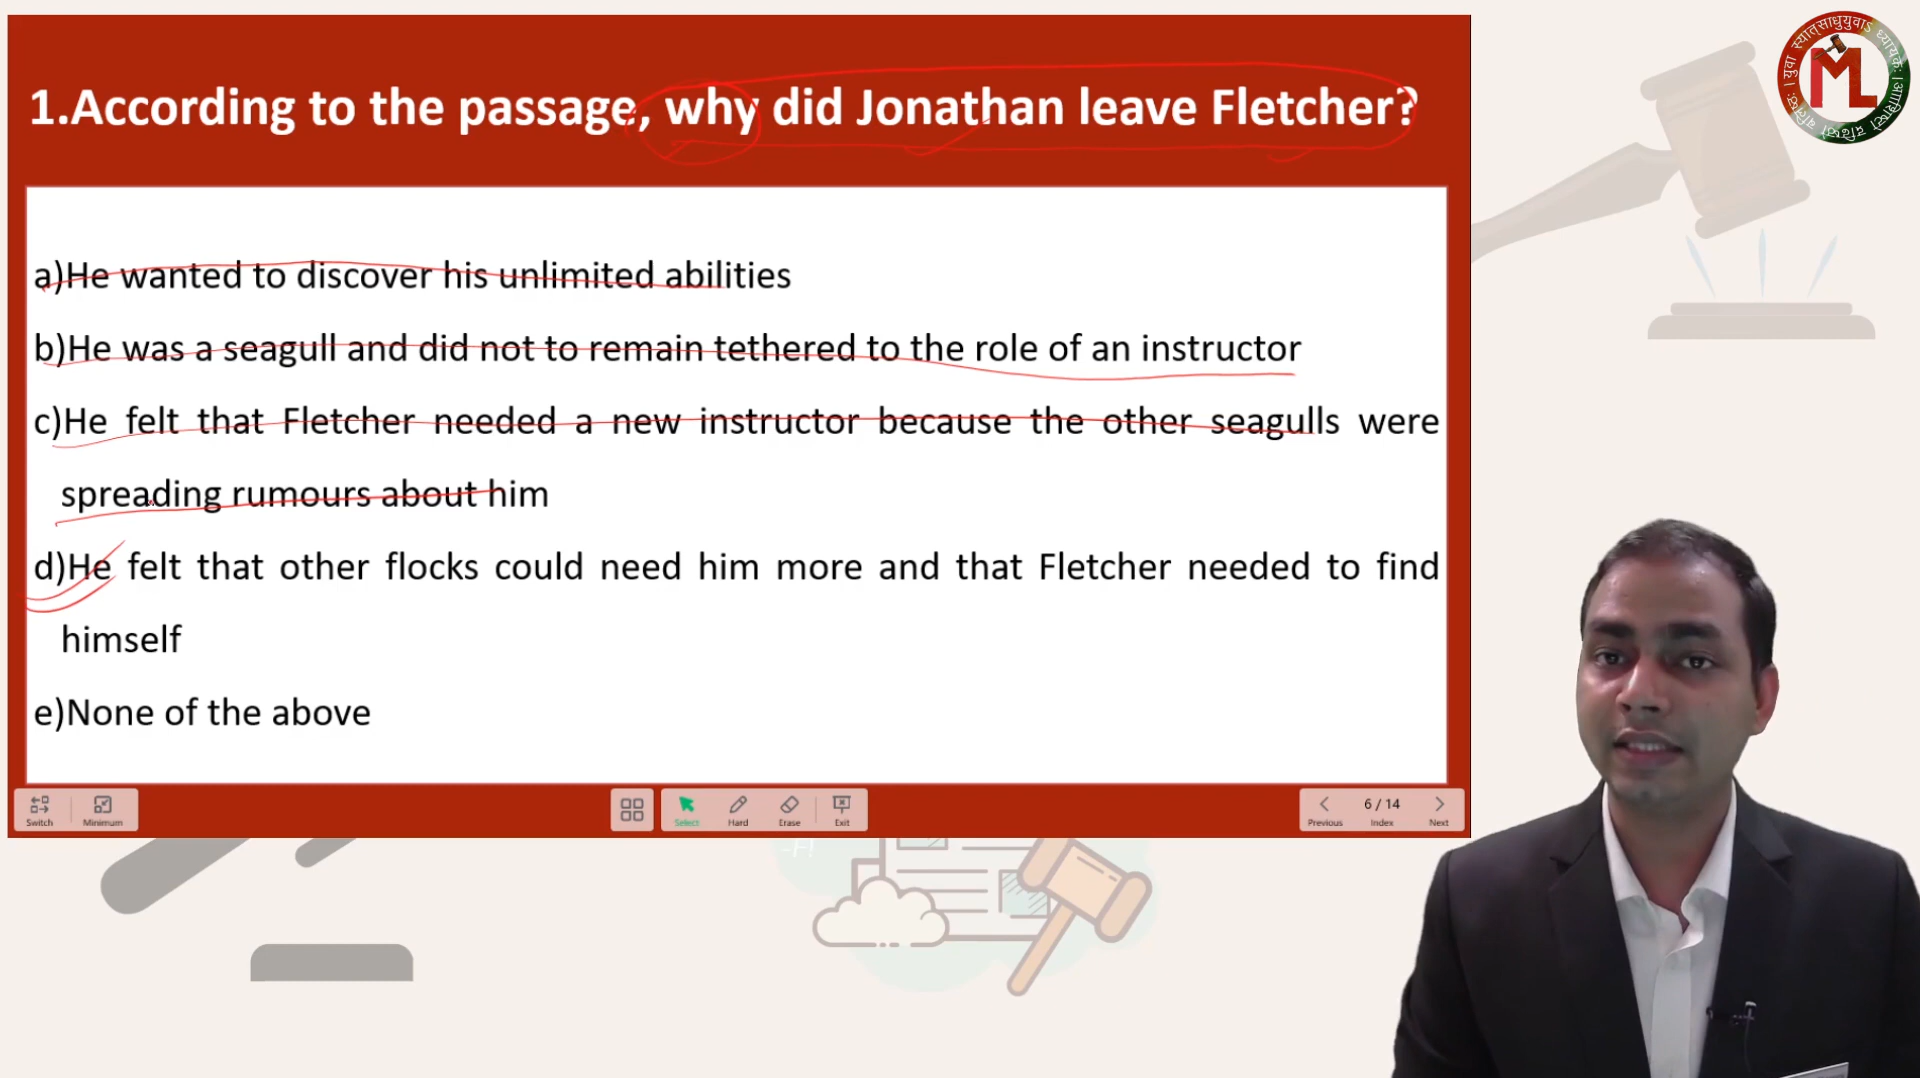 1.According to the passage, why did Jonathan leave Fletcher?
a)He wanted to discover his unlimited abilities
b)He was a seagull and did not to remain tethered to the role of an instructor
c)He felt that Fletcher needed a new instructor because the other seagulls were
spreading rumours about him
d)He felt that other flocks could need him more and that Fletcher needed to find
himself
e)None of the above
Switch
Minimum
Select
Hard
Erase
Exit
Previous
6 / 14
Index
Next
ML